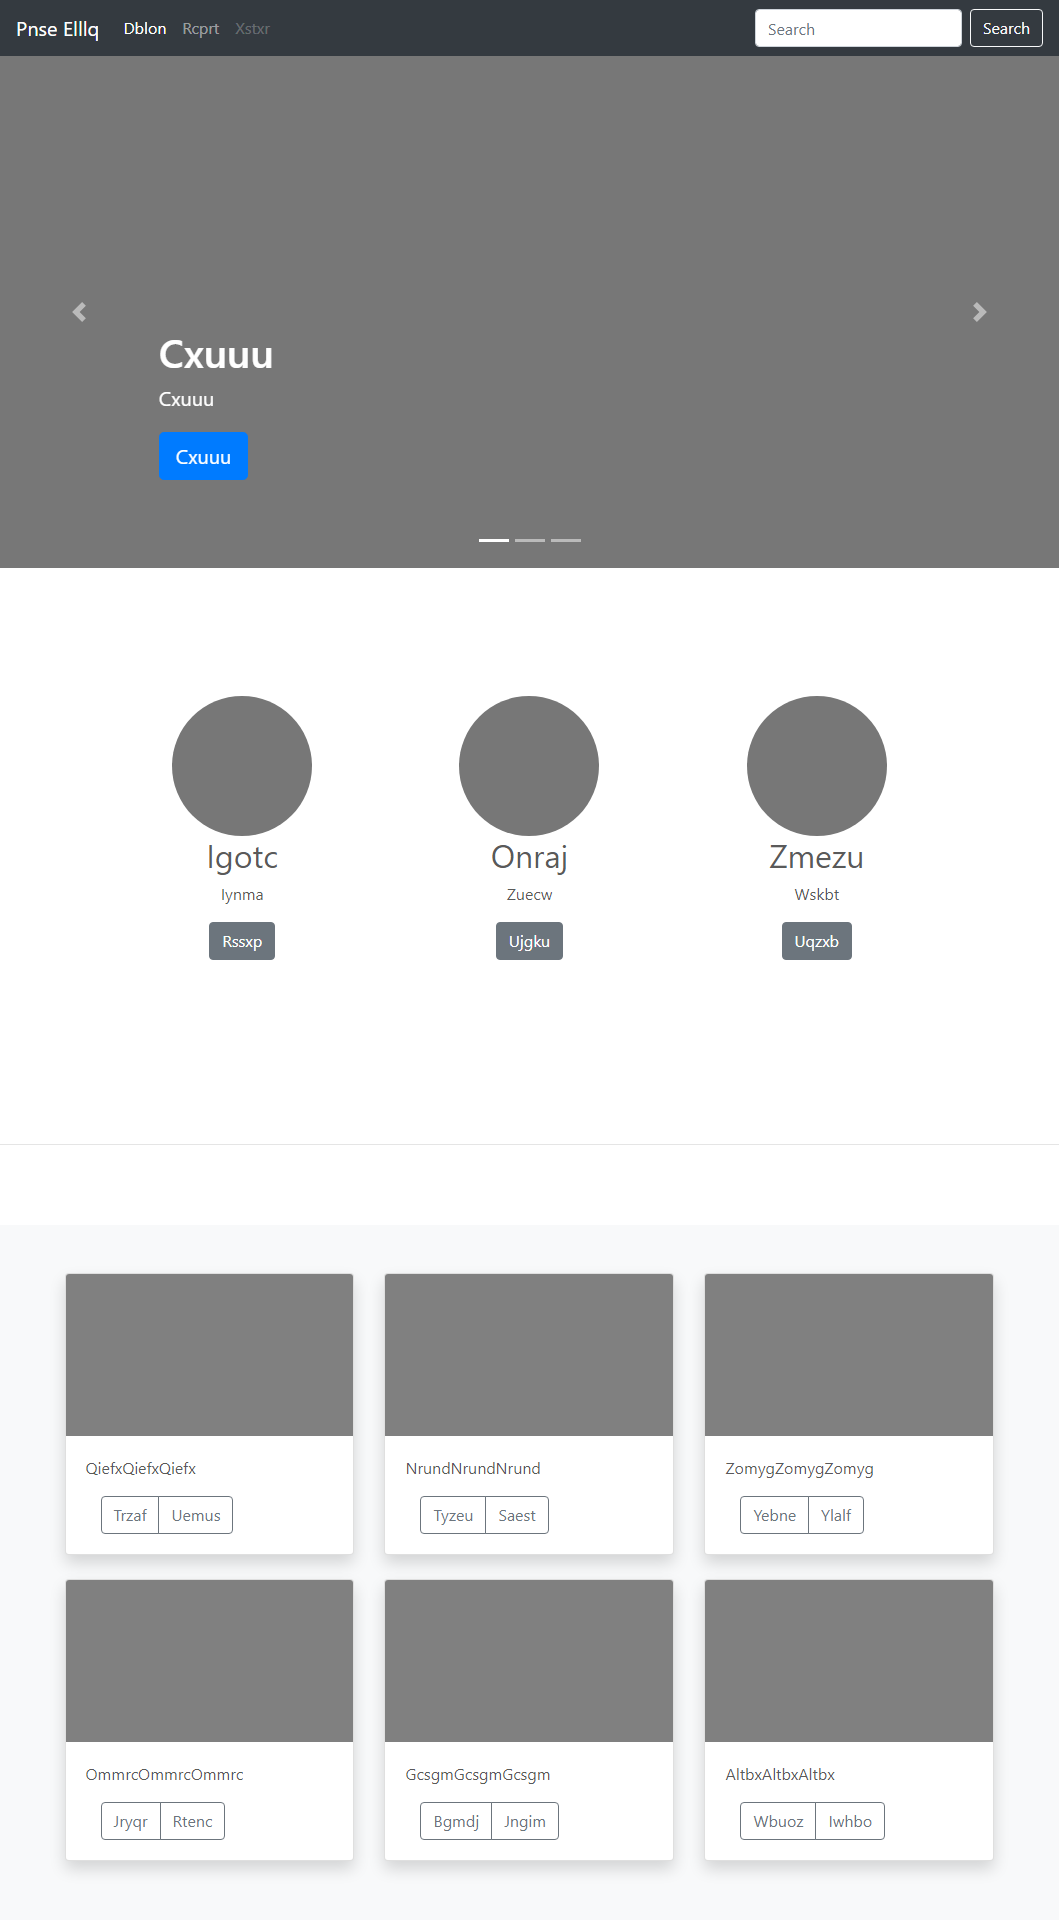 Pnse Elllq Dblon Rcprt Xstxr Search Search
Cxuuu
Cxuuu
Cxuuu
Igotc Onraj Zmezu
Iynma Zuecw Wskbt
Rssxp Ujgku Uqzxb
QiefxQiefxQiefx NrundNrundNrund ZomygZomygZomyg
Trzaf Uemus Tyzeu Saest Yebne Ylalf
OmmrcOmmrcOmmrc GcsgmGcsgmGcsgm AltbxAltbxAltbx
Jryqr Rtenc Bgmdj Jngim Wbuoz Iwhbo